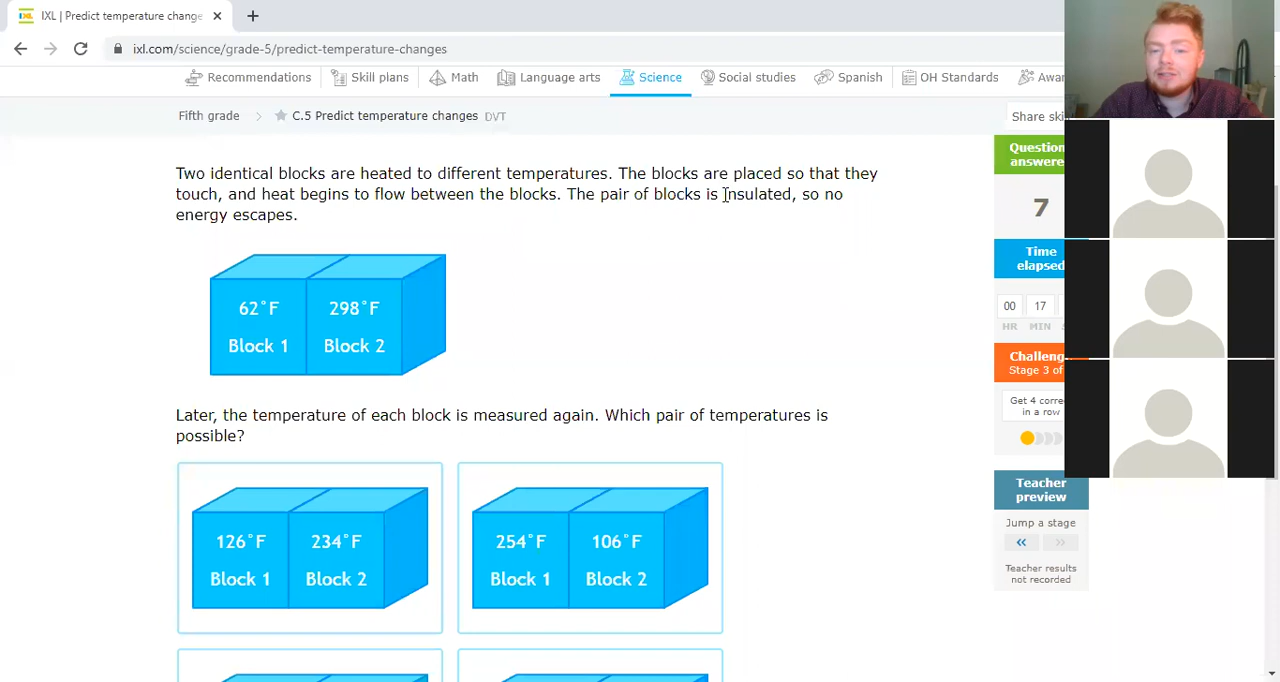 IXL | Predict temperature change
ixl.com/science/grade-5/predict-temperature-changes
Recommendations Skill plans Math Language arts Science Social studies Spanish OH Standards
Fifth grade > C.5 Predict temperature changes DVT
Share
Two identical blocks are heated to different temperatures. The blocks are placed so that they
touch, and heat begins to flow between the blocks. The pair of blocks is insulated, so no
energy escapes.
62°F 298°F
Block 1 Block 2
Later, the temperature of each block is measured again. Which pair of temperatures is
possible?
126°F 234°F
Block 1 Block 2
254°F 106°F
Block 1 Block 2
7
Time
elapsed
00 17
HR MIN
Stage 3 of
Get 4
in a row
Teacher
preview
Jump a stage
Teacher results
not recorded